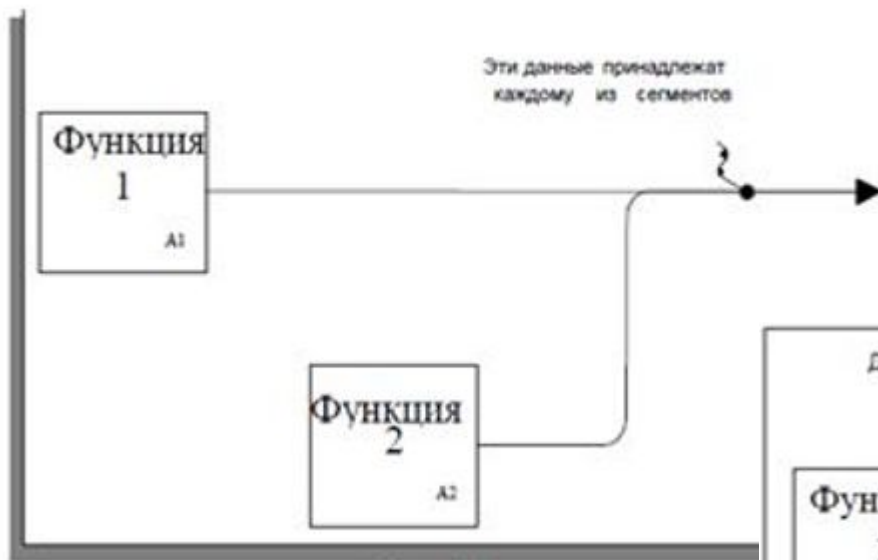 Эти данные принадлежат
каждому из сегментов
Функция
1
A1
Функция
2
A2